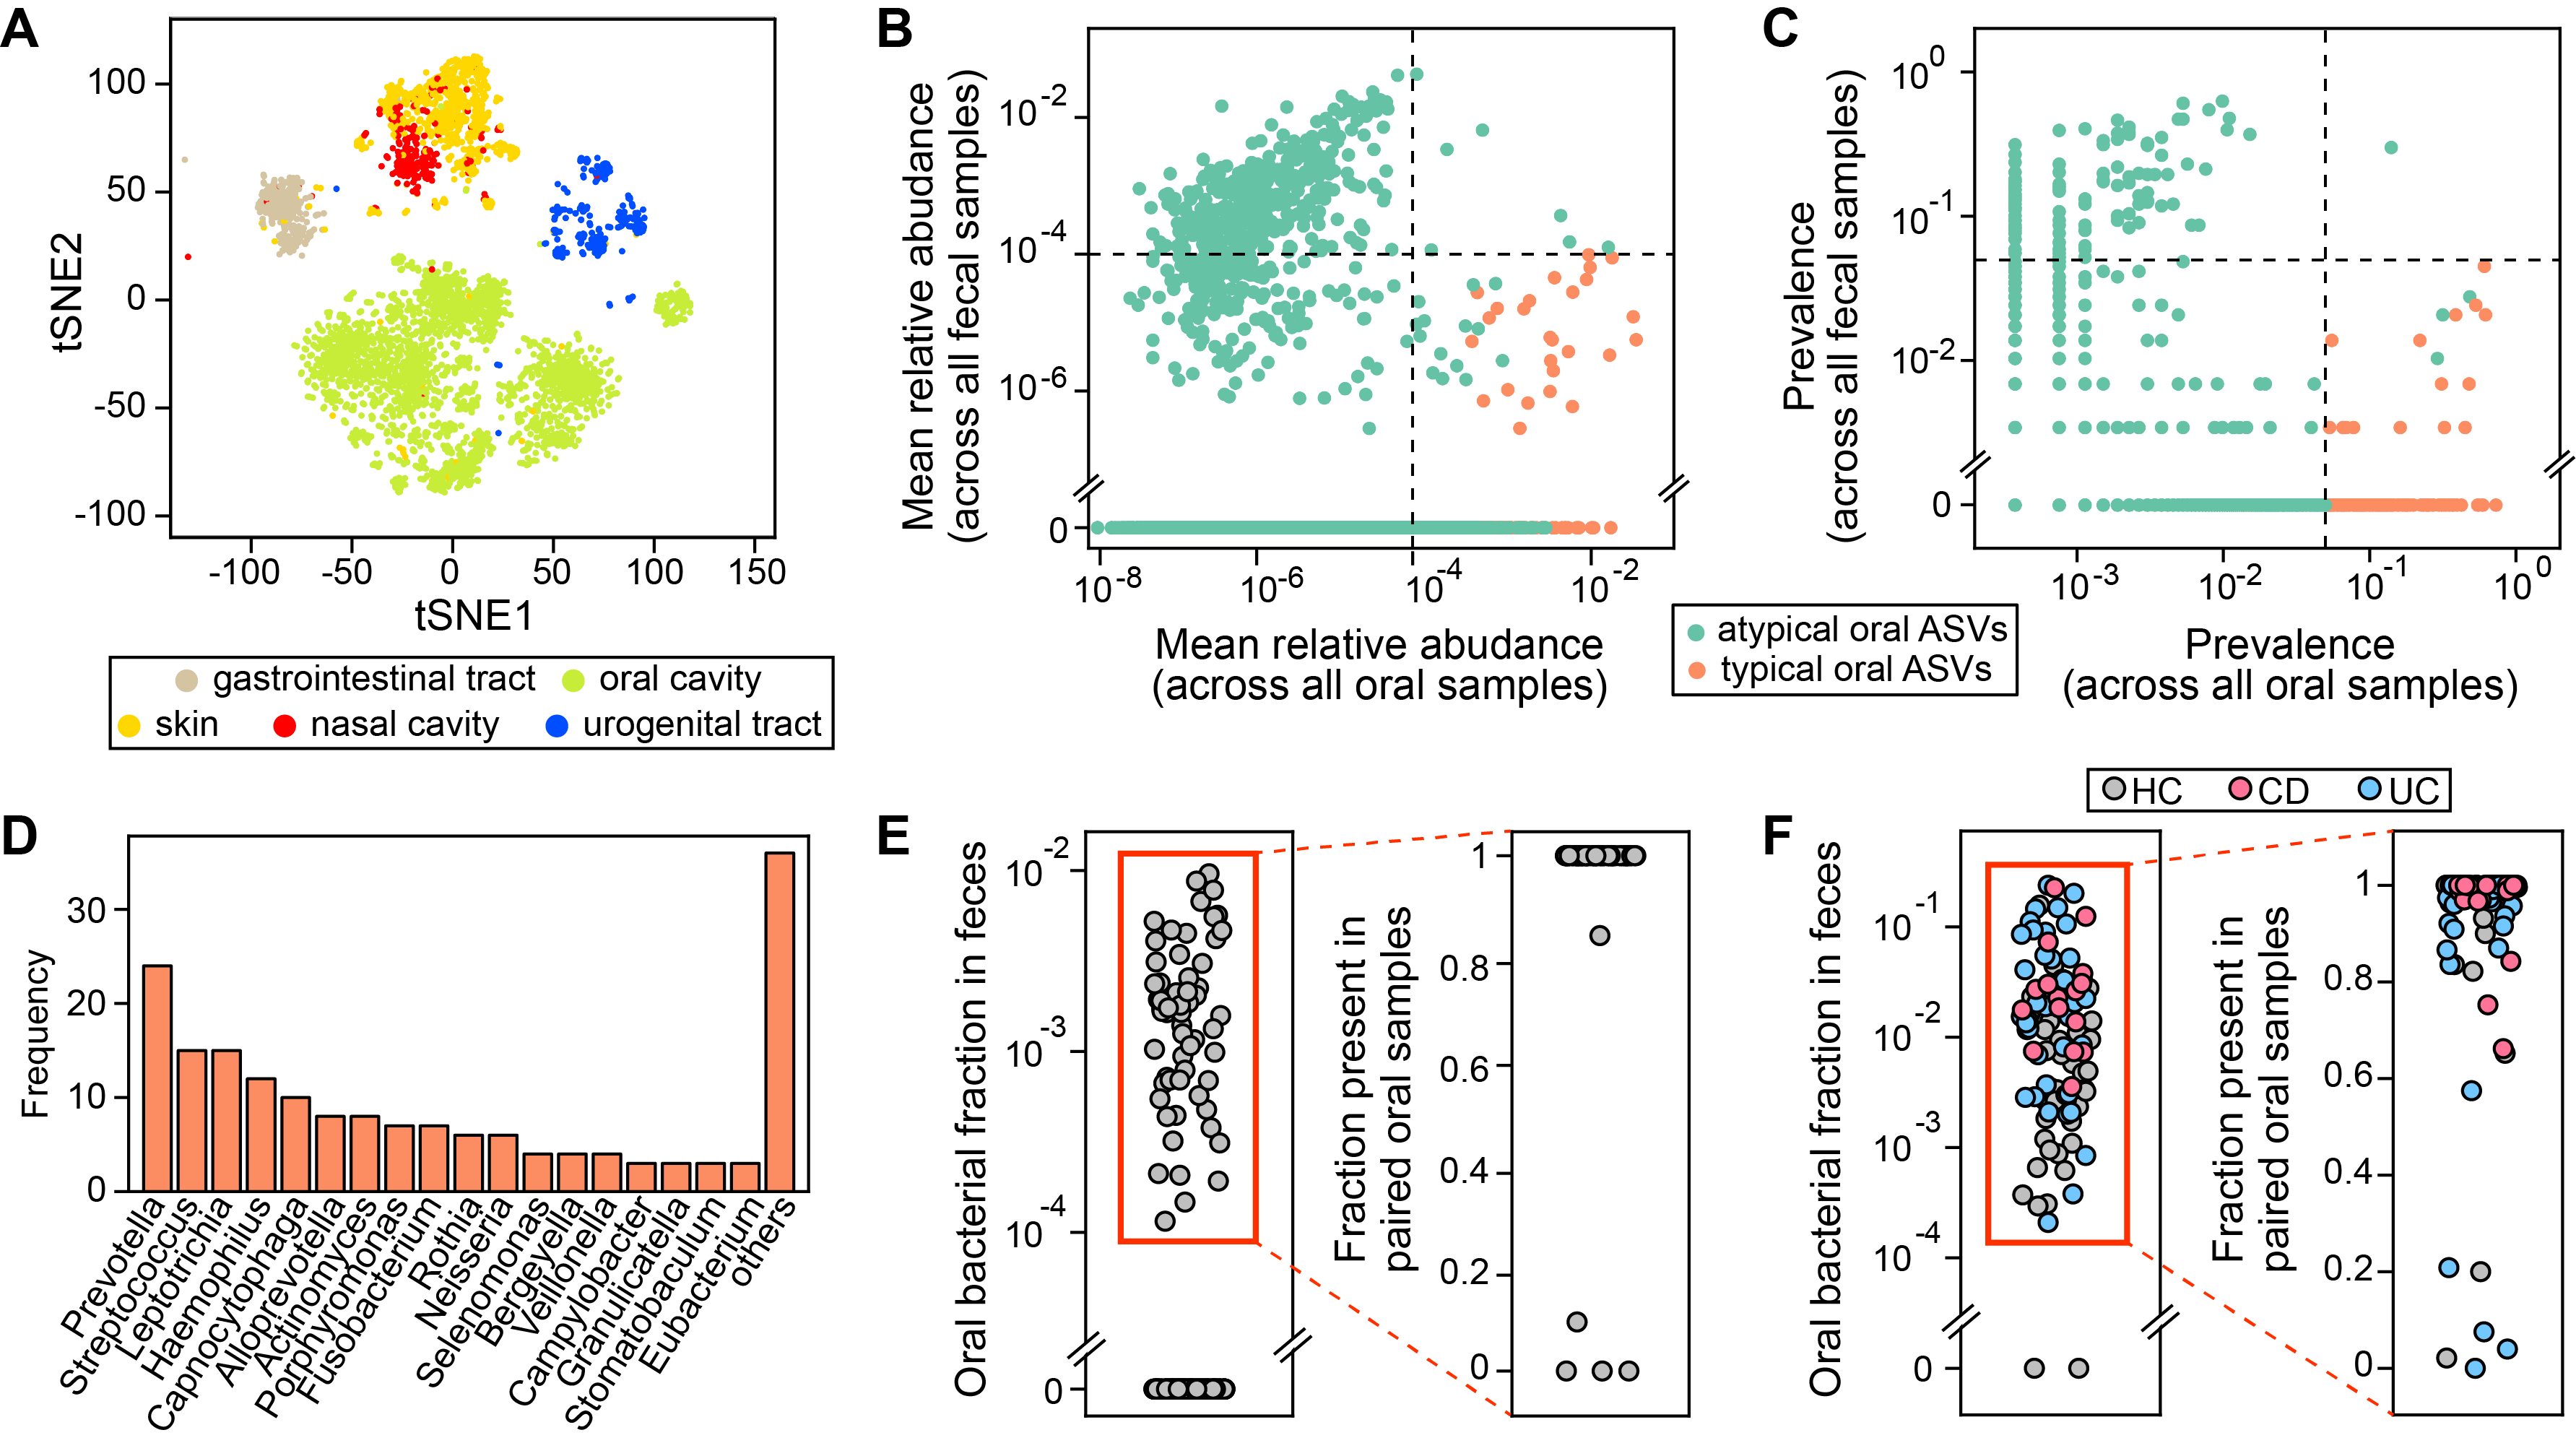 A
tSNE2
100
50
0
-50
-100
-100
-50
0
50
100
150
tSNE1
gastrointestinal tract
oral cavity
skin
nasal cavity
urogenital tract
B
Mean relative abudance
(across all fecal samples)
10-2
10-4
10-6
0
10-8
10-6
10-4
10-2
Mean relative abudance
(across all oral samples)
atypical oral ASVs
typical oral ASVs
C
Prevalence
(across all fecal samples)
100
10-1
10-2
0
10-3
10-2
10-1
100
Prevalence
(across all oral samples)
D
Frequency
30
20
10
0
Prevotella
Streptococcus
Leptotrichia
Haemophilus
Capnocytophaga
Alloprevotella
Actinomyces
Porphyromonas
Fusobacterium
Rothia
Neisseria
Selenomonas
Bergeyella
Veillonella
Campylobacter
Granulicatella
Stomatobaculum
Eubacterium
others
E
Oral bacterial fraction in feces
10-2
10-3
10-4
0
Fraction present in
paired oral samples
1
0.8
0.6
0.4
0.2
0
HC
CD
UC
F
Oral bacterial fraction in feces
10-1
10-2
10-3
10-4
0
Fraction present in
paired oral samples
1
0.8
0.6
0.4
0.2
0